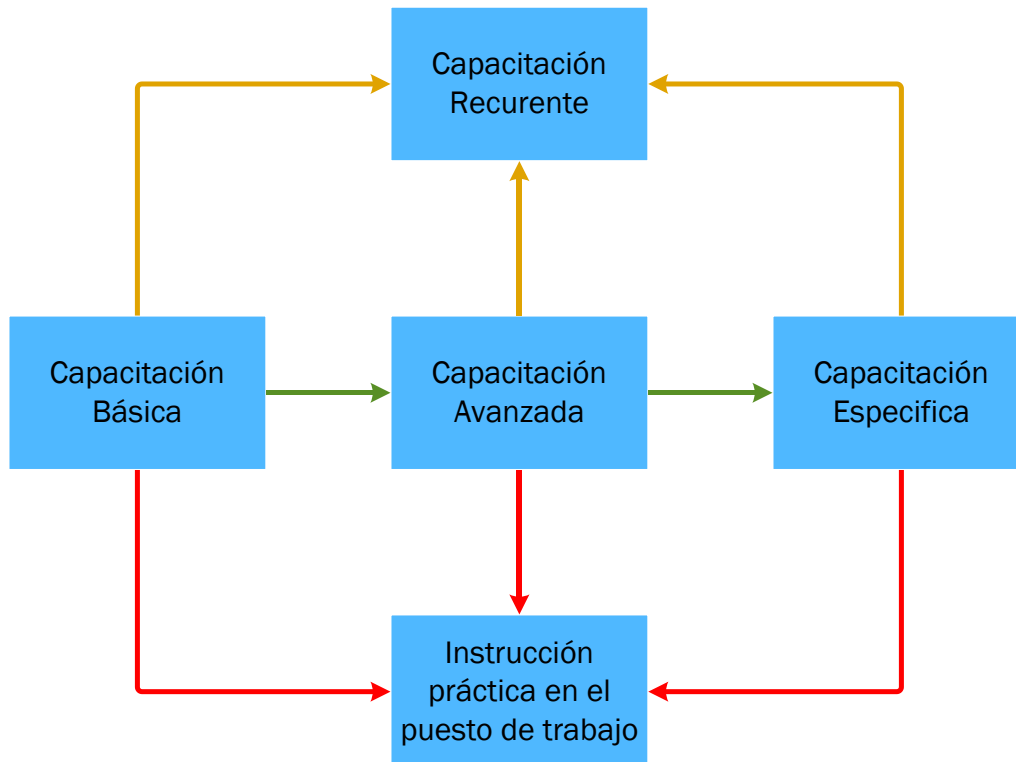 Capacitación
Recurente
Capacitación
Básica
Capacitación
Avanzada
Capacitación
Especifica
Instrucción
práctica en el
puesto de trabajo